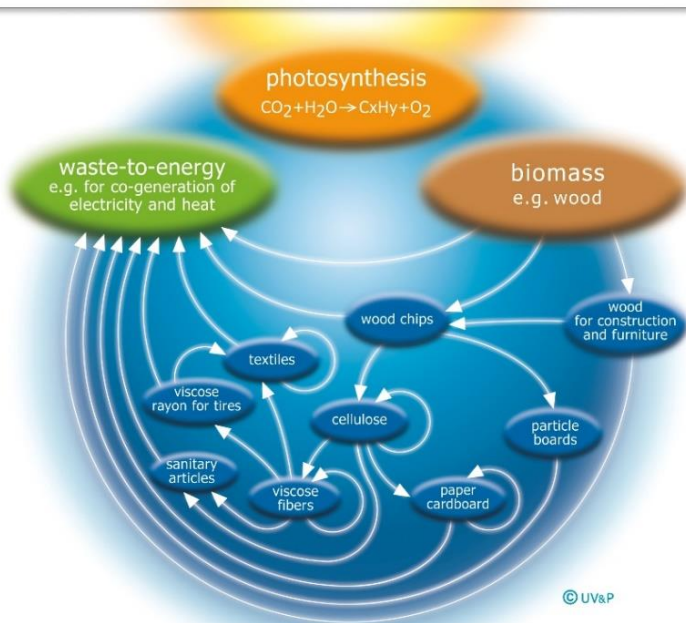 photosynthesis
CO₂+H₂O→CxHy+O₂
waste-to-energy
e.g. for co-generation of
electricity and heat
biomass
e.g. wood
wood chips
wood
for construction
and furniture
textiles
viscose
rayon for tires
cellulose
particle
boards
sanitary
articles
viscose
fibers
paper
cardboard
© UV&P